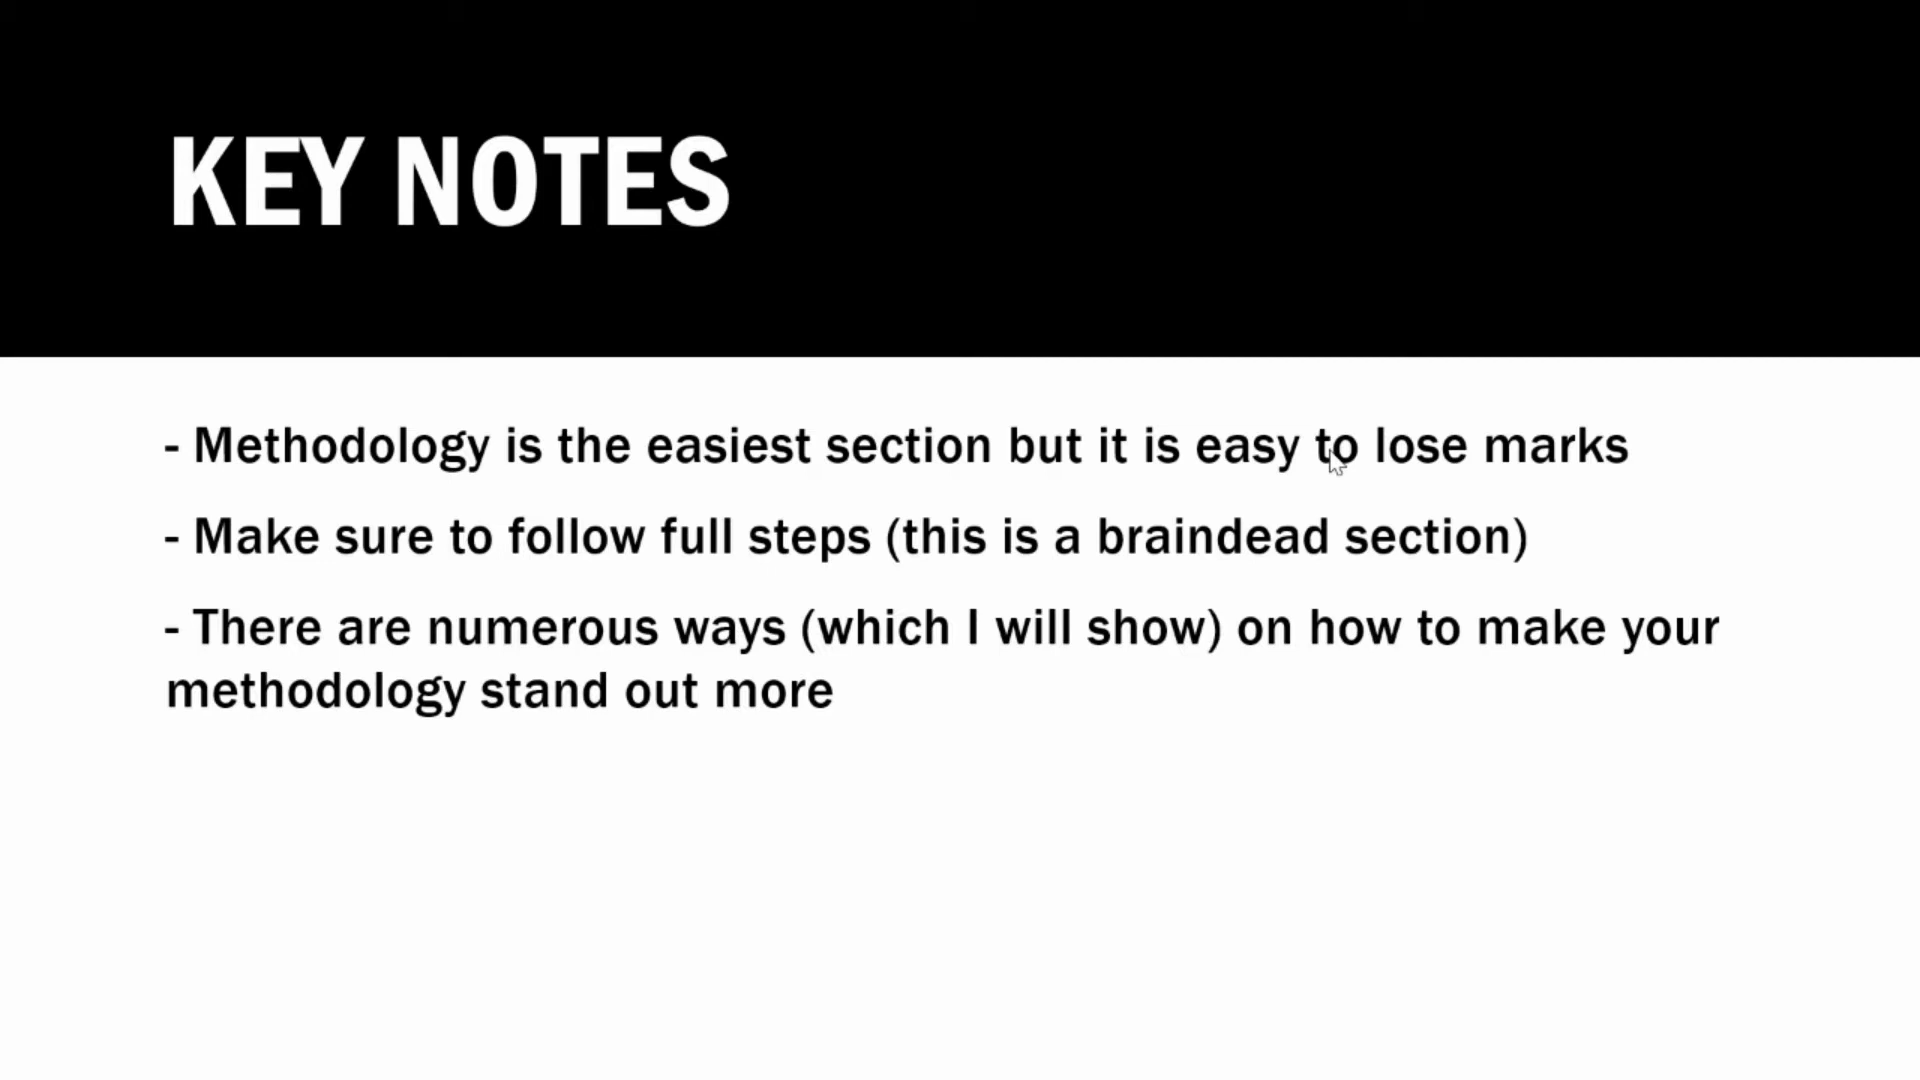 KEY NOTES
- Methodology is the easiest section but it is easy to lose marks
- Make sure to follow full steps (this is a braindead section)
- There are numerous ways (which I will show) on how to make your
methodology stand out more